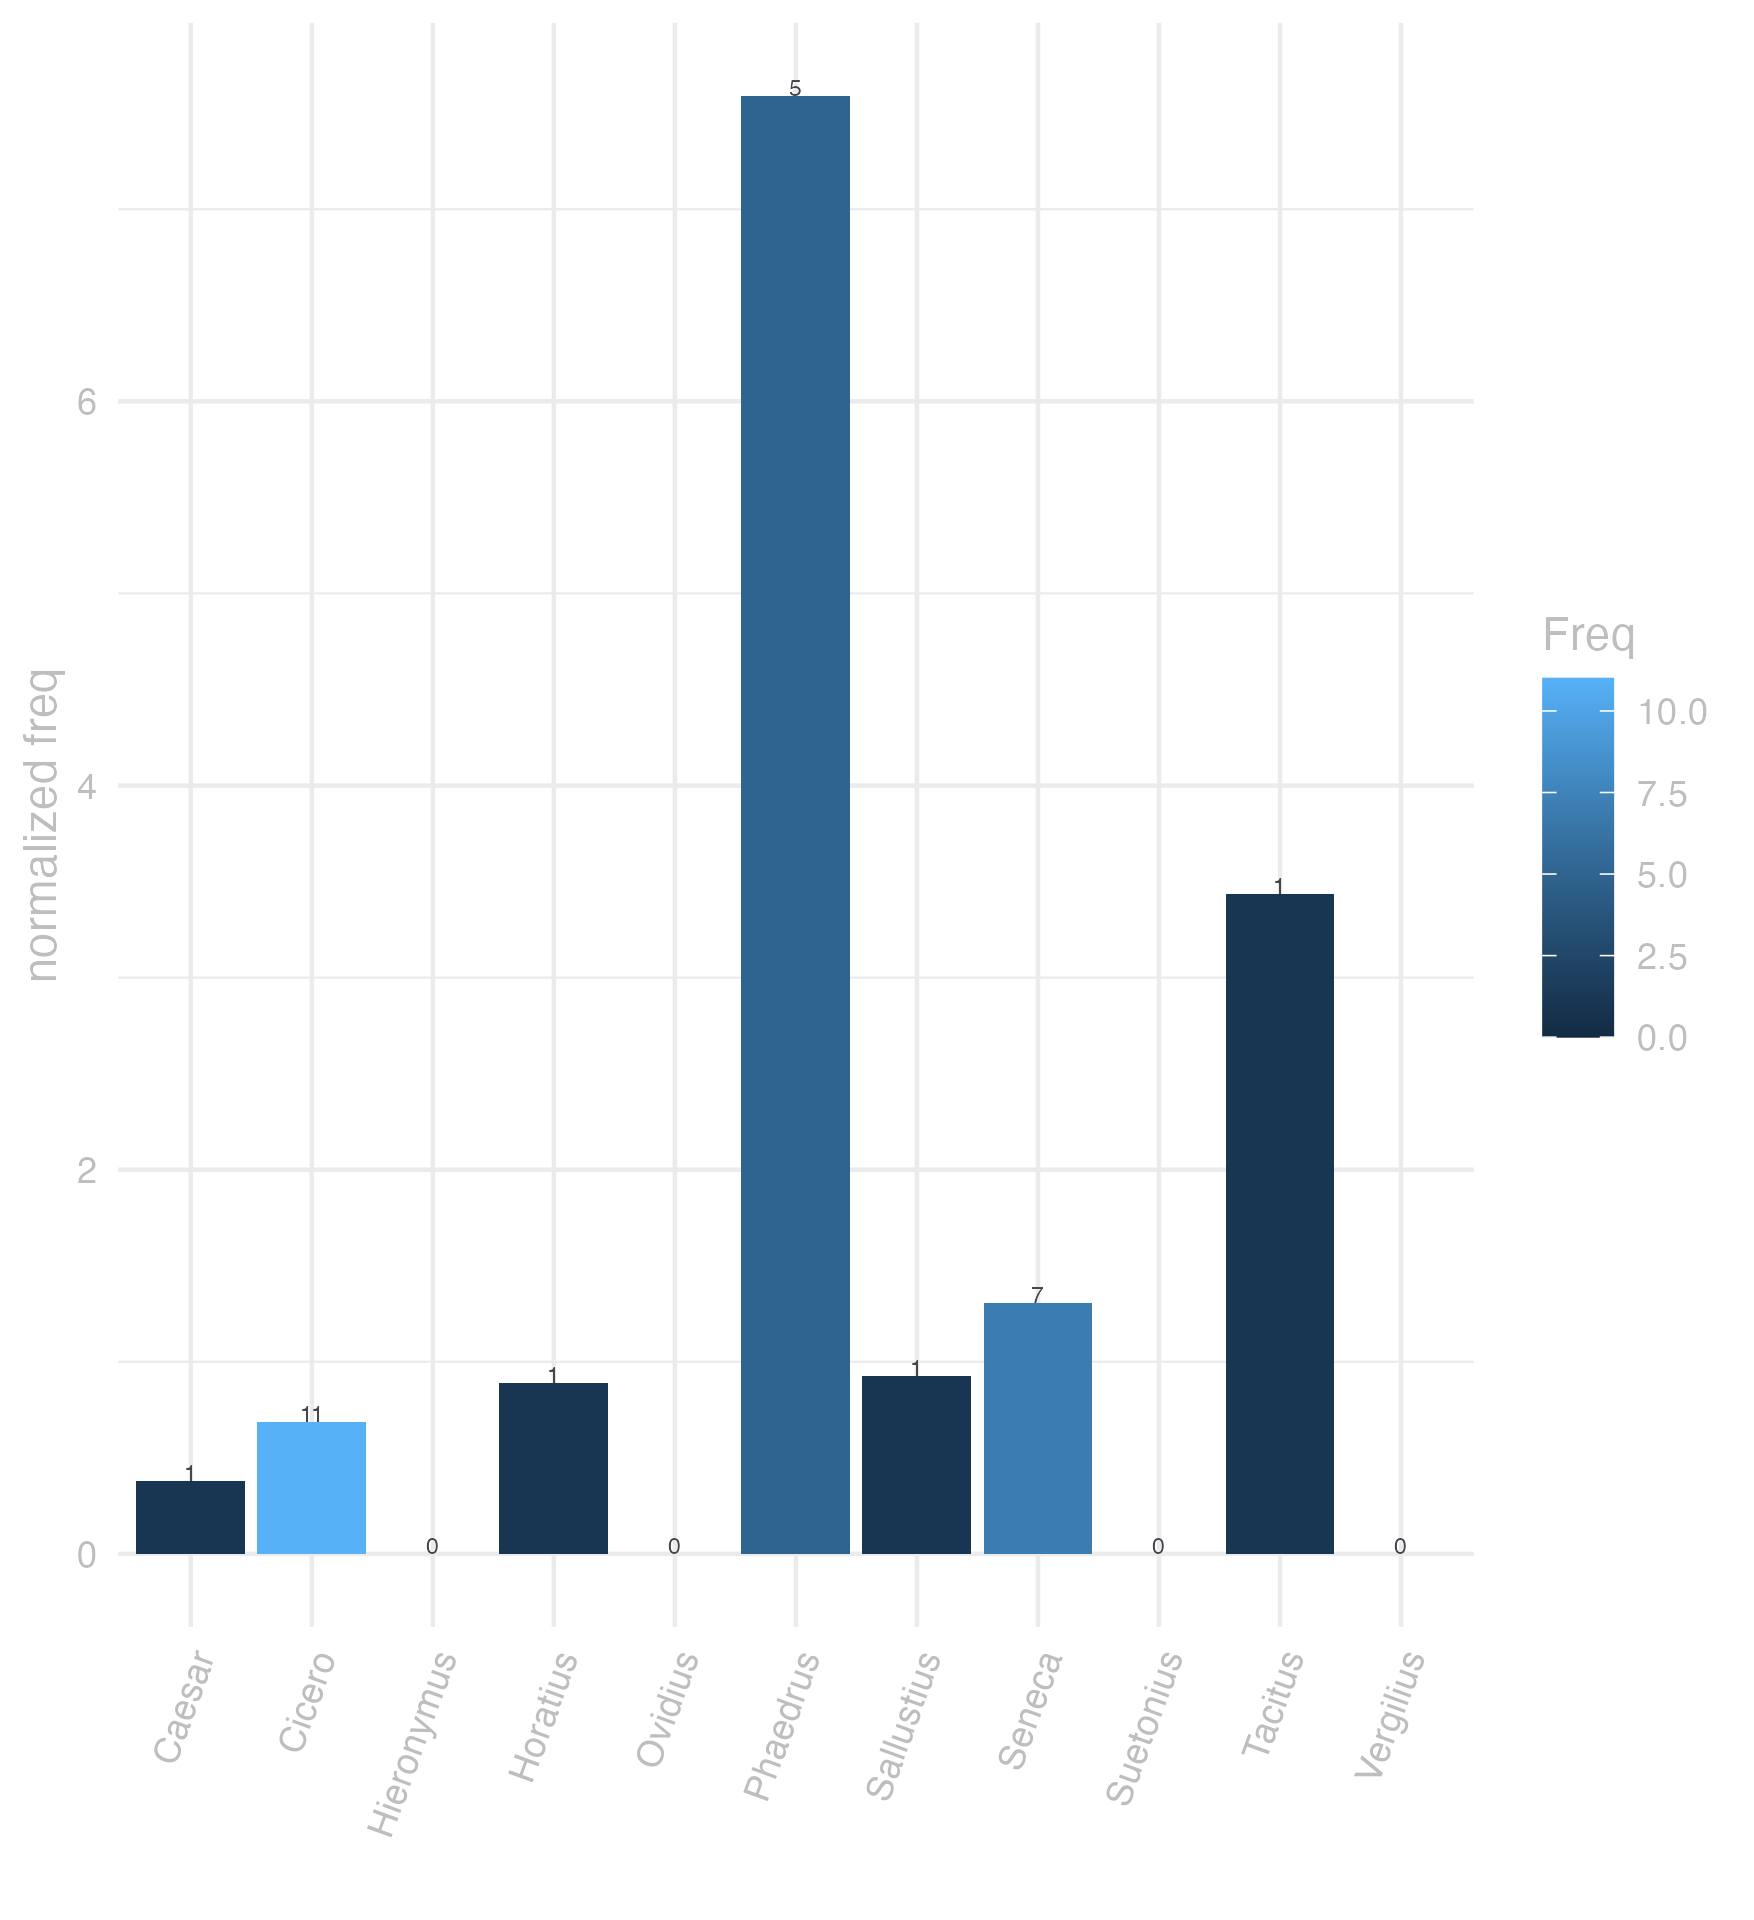 5
6
4
1
7
2
1
1
11
1
0
0
0
0
0
normalized freq
Caesar
Cicero
Hieronymus
Horatius
Ovidius
Phaedrus
Sallustius
Seneca
Suetonius
Tacitus
Vergilius
Freq
10.0
7.5
5.0
2.5
0.0